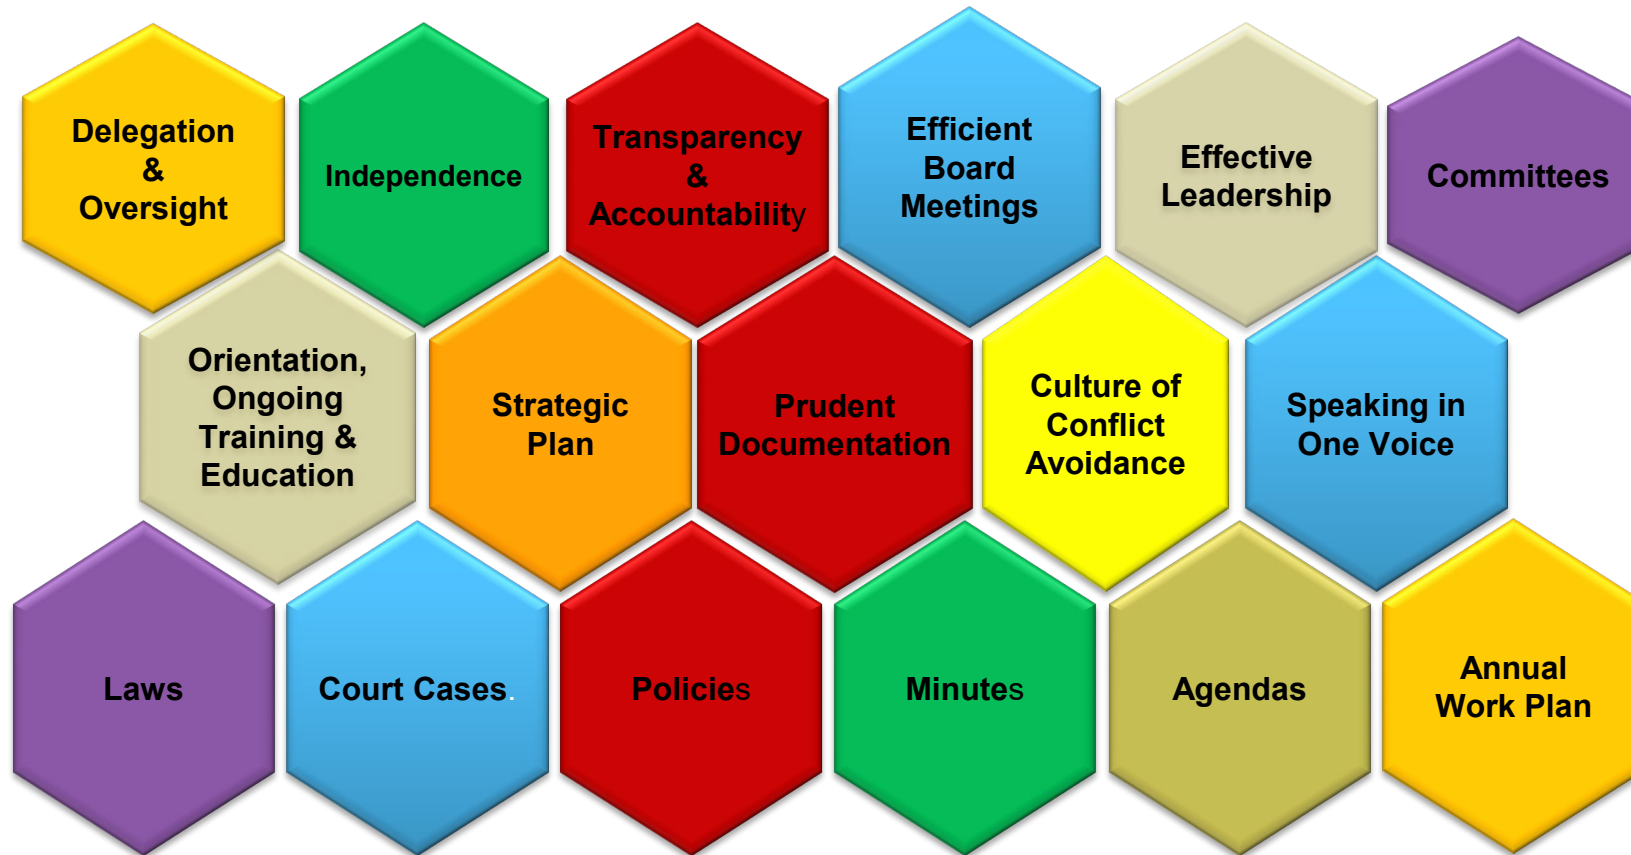 Delegation
&
Oversight
Independence
Transparency
&
Accountability
Efficient
Board
Meetings
Effective
Leadership
Committees
Orientation,
Ongoing
Training &
Education
Strategic
Plan
Prudent
Documentation
Culture of
Conflict
Avoidance
Speaking in
One Voice
Laws
Court Cases.
Policies
Minutes
Agendas
Annual
Work Plan